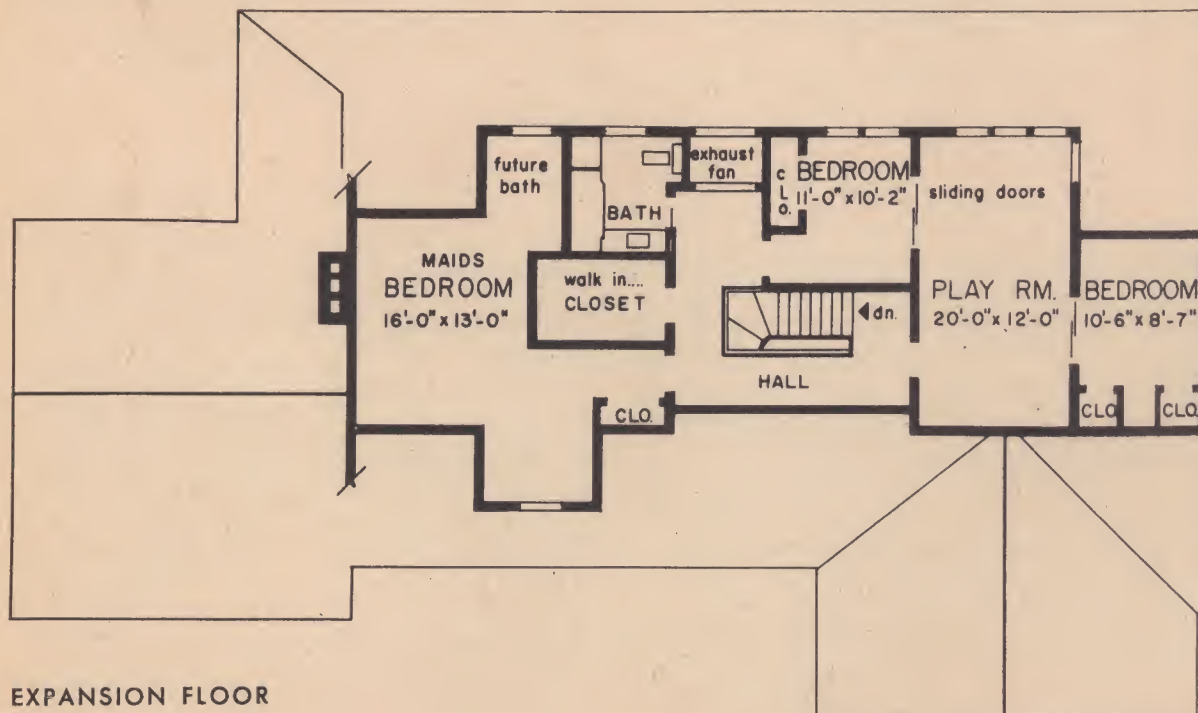 future
bath
exhaust
fan
C
L
O.
BEDROOM
11'-0" x 10'-2"
sliding doors
BATH
MAIDS
BEDROOM
16'-0" x 13'-0"
walk in....
CLOSET
dn.
PLAY RM.
20'-0" x 12'-0"
BEDROOM
10'-6" x 8'-7"
HALL
CLO.
CLO
CLO.
EXPANSION FLOOR